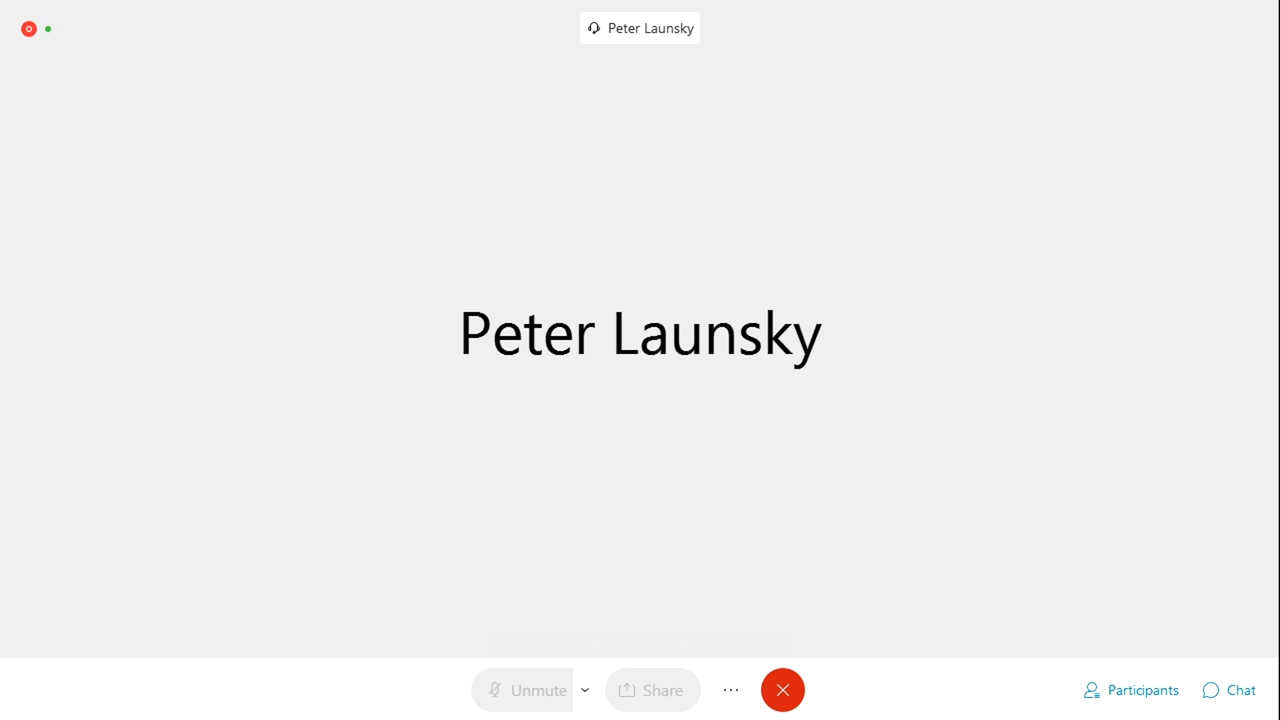 Peter Launsky
Peter Launsky
Unmute
Share
Participants
Chat